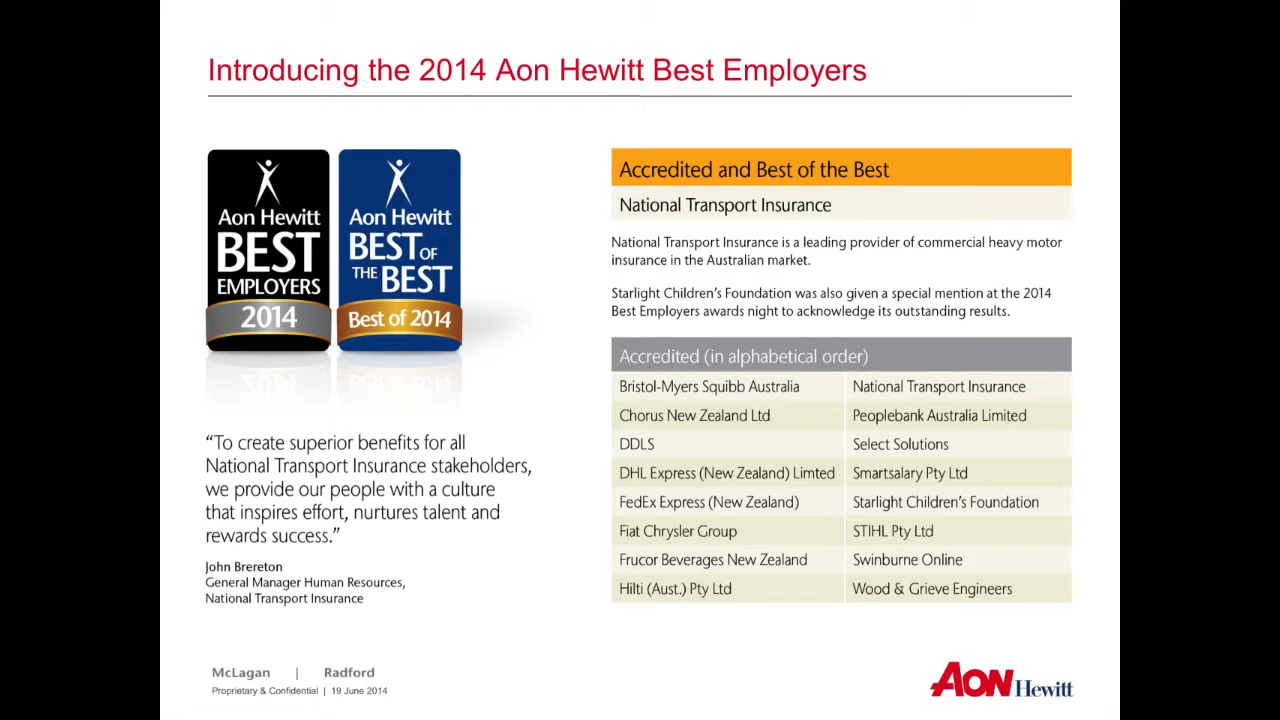 Introducing the 2014 Aon Hewitt Best Employers
Aon Hewitt
BEST
EMPLOYERS
2014
Aon Hewitt
BEST OF
THE BEST
Best of 2014
“To create superior benefits for all
National Transport Insurance stakeholders,
we provide our people with a culture
that inspires effort, nurtures talent and
rewards success.”
John Brereton
General Manager Human Resources,
National Transport Insurance
Accredited and Best of the Best
National Transport Insurance
National Transport Insurance is a leading provider of commercial heavy motor
insurance in the Australian market.
Starlight Children’s Foundation was also given a special mention at the 2014
Best Employers awards night to acknowledge its outstanding results.
Accredited (in alphabetical order)
Bristol-Myers Squibb Australia National Transport Insurance
Chorus New Zealand Ltd Peoplebank Australia Limited
DDLS Select Solutions
DHL Express (New Zealand) Limted Smartsalary Pty Ltd
FedEx Express (New Zealand) Starlight Children’s Foundation
Fiat Chrysler Group STIHL Pty Ltd
Frucor Beverages New Zealand Swinburne Online
Hilti (Aust.) Pty Ltd Wood & Grieve Engineers
McLagan | Radford
Proprietary & Confidential | 19 June 2014
AON Hewitt